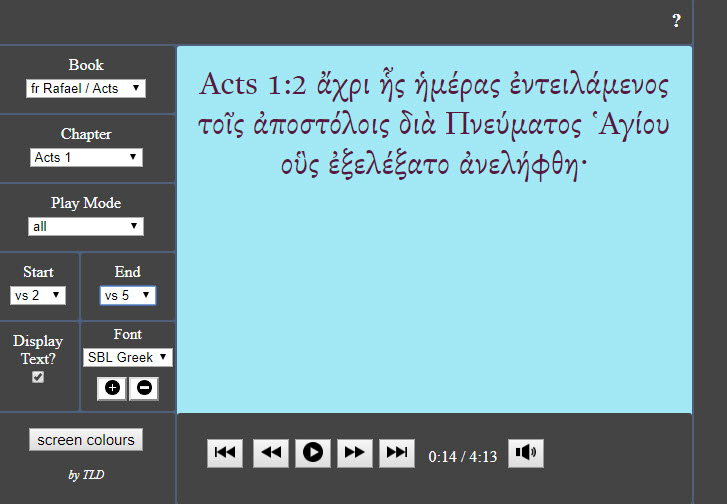 ?
Book
fr Rafael / Acts
Chapter
Acts 1
Play Mode
all
Start
End
vs 2
vs 5
Display
Text?
Font
SBL Greek
screen colours
by TLD
Acts 1:2 ἄχρι ἧς ἡμέρας ἐντειλάμενος
τοῖς ἀποστόλοις διὰ Πνεύματος ῾Αγίου
οὓς ἐξελέξατο ἀνελήφθη·
0:14 / 4:13